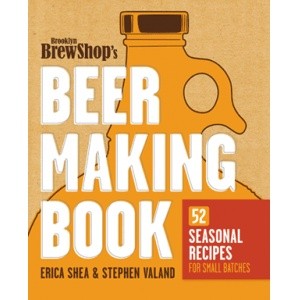 Brooklyn
BREWSHOP's
BEER
MAKING
BOOK
52
SEASONAL
RECIPES
FOR SMALL BATCHES
ERICA SHEA & STEPHEN VALAND